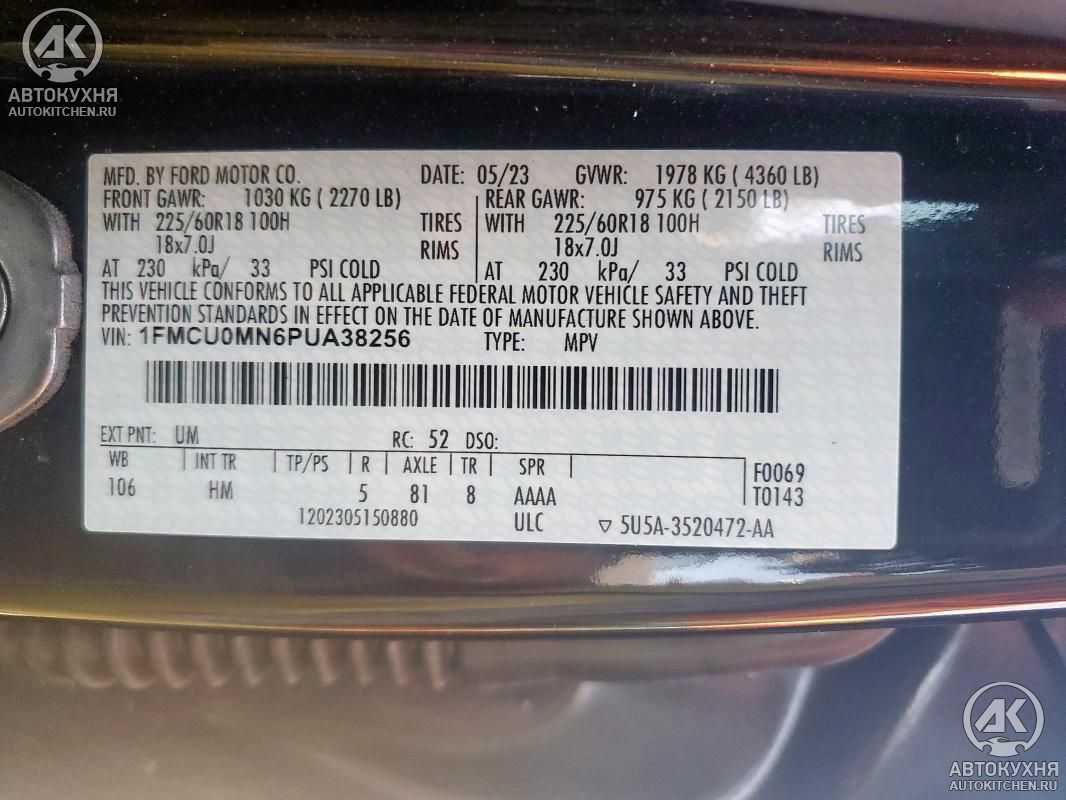 АК
АВТОКУХНЯ
AUTOKITCHEN.RU
MFD. BY FORD MOTOR CO. DATE: 05/23 GVWR: 1978 KG ( 4360 LB)
FRONT GAWR: 1030 KG ( 2270 LB) REAR GAWR: 975 KG ( 2150 LB)
WITH 225/60R18 100H TIRES WITH 225/60R18 100H TIRES
18x7.0J RIMS 18x7.0J RIMS
AT 230 kPa/ 33 PSI COLD AT 230 kPa/ 33 PSI COLD
THIS VEHICLE CONFORMS TO ALL APPLICABLE FEDERAL MOTOR VEHICLE SAFETY AND THEFT
PREVENTION STANDARDS IN EFFECT ON THE DATE OF MANUFACTURE SHOWN ABOVE.
VIN: 1FMCU0MN6PUA38256 TYPE: MPV
EXT PNT: UM RC: 52 DSO:
WB INT TR TP/PS R AXLE TR SPR F0069
106 HM 5 81 8 AAAA T0143
1202305150880 ULC ▽ 5U5A-3520472-AA
АК
АВТОКУХНЯ
AUTOKITCHEN.RU